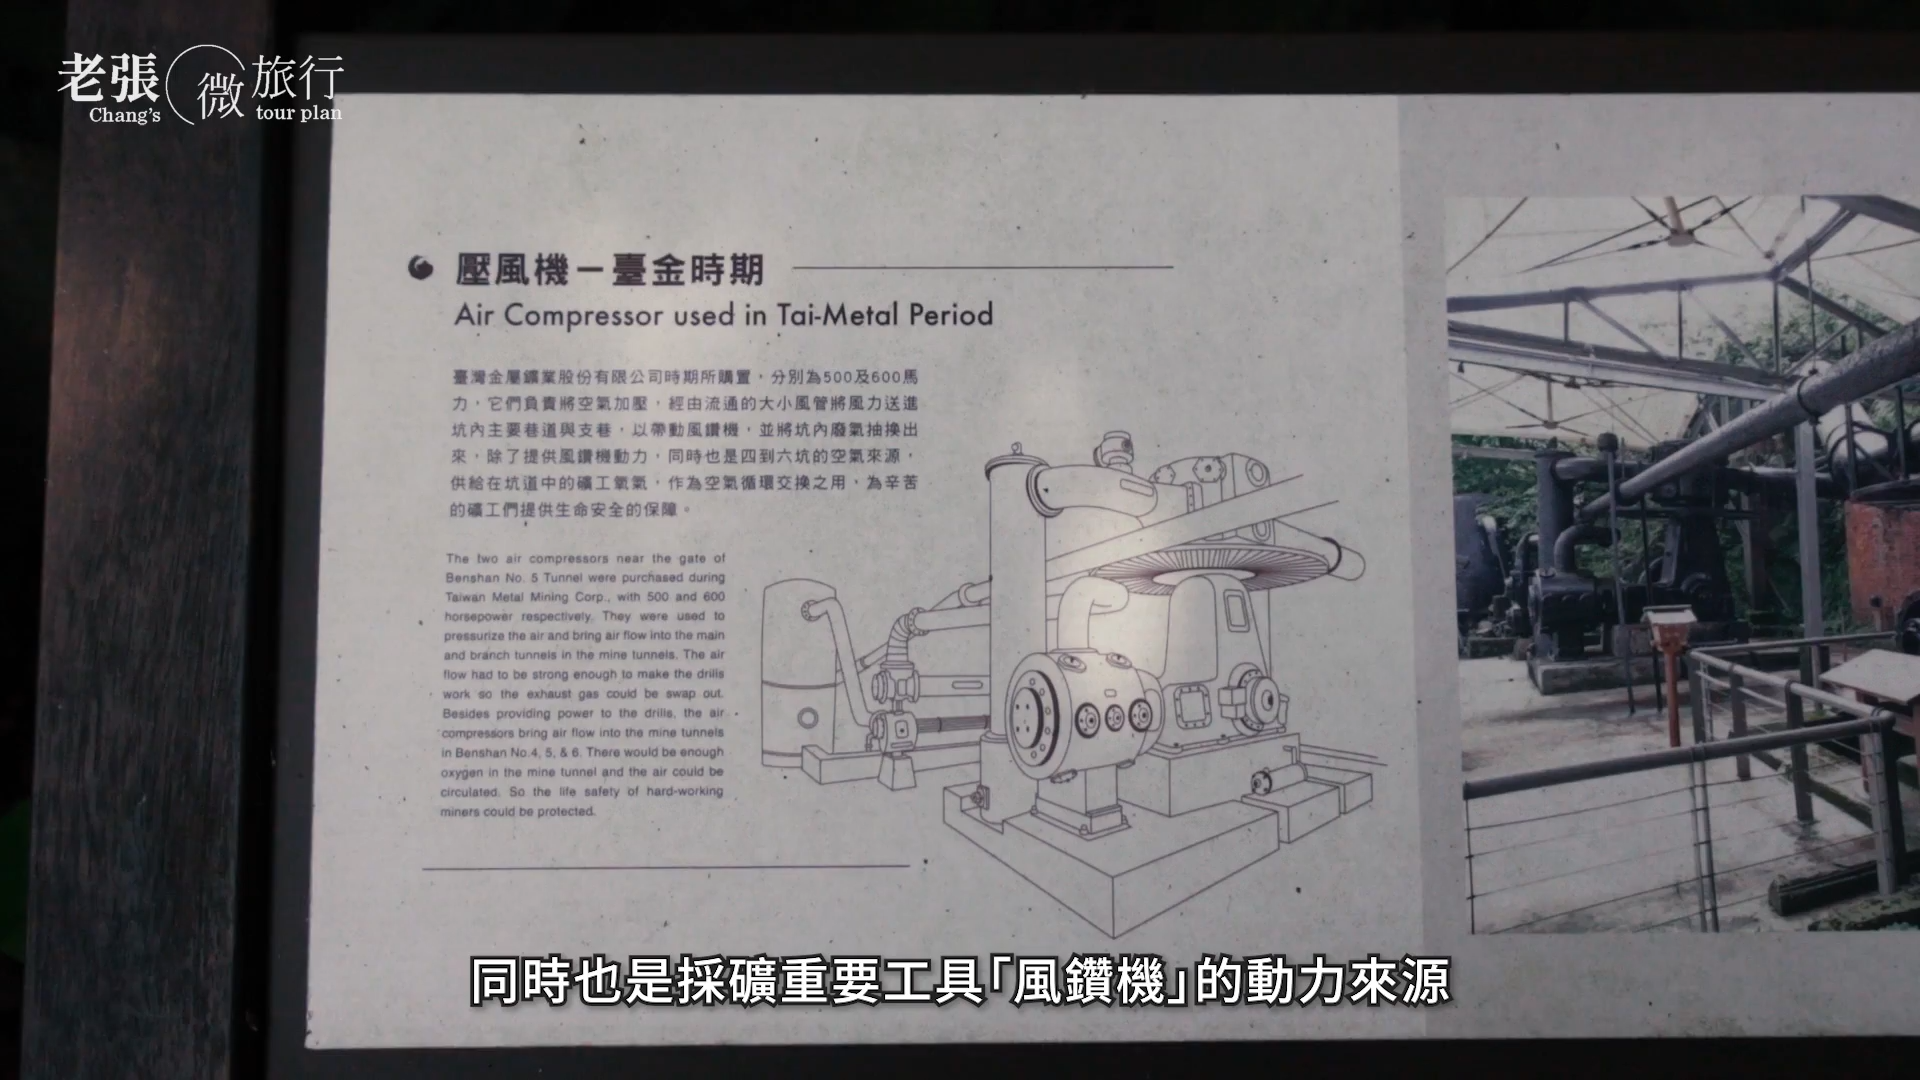 老張微旅行
Chang's tour plan
壓風機－臺金時期
Air Compressor used in Tai-Metal Period
臺灣金屬鑛業股份有限公司時期所購置，分別為500及600馬
力，它們負責將空氣加壓，經由流通的大小風管將風力送進
坑內主要巷道與支巷，以帶動風鑽機，並將坑內廢氣抽換出
來，除了提供風鑽機動力，同時也是四到六坑的空氣來源，
供給在坑道中的礦工氧氣，作為空氣循環交換之用，為辛苦
的礦工們提供生命安全的保障。
The two air compressors near the gate of
Benshan No. 5 Tunnel were purchased during
Taiwan Metal Mining Corp., with 500 and 600
horsepower respectively. They were used to
pressurize the air and bring air flow into the main
and branch tunnels in the mine tunnels. The air
flow had to be strong enough to make the drills
work so the exhaust gas could be swap out.
Besides providing power to the drills, the air
compressors bring air flow into the mine tunnels
in Benshan No.4, 5, & 6. There would be enough
oxygen in the mine tunnel and the air could be
circulated. So the life safety of hard-working
miners could be protected.
同時也是採礦重要工具「風鑽機」的動力來源